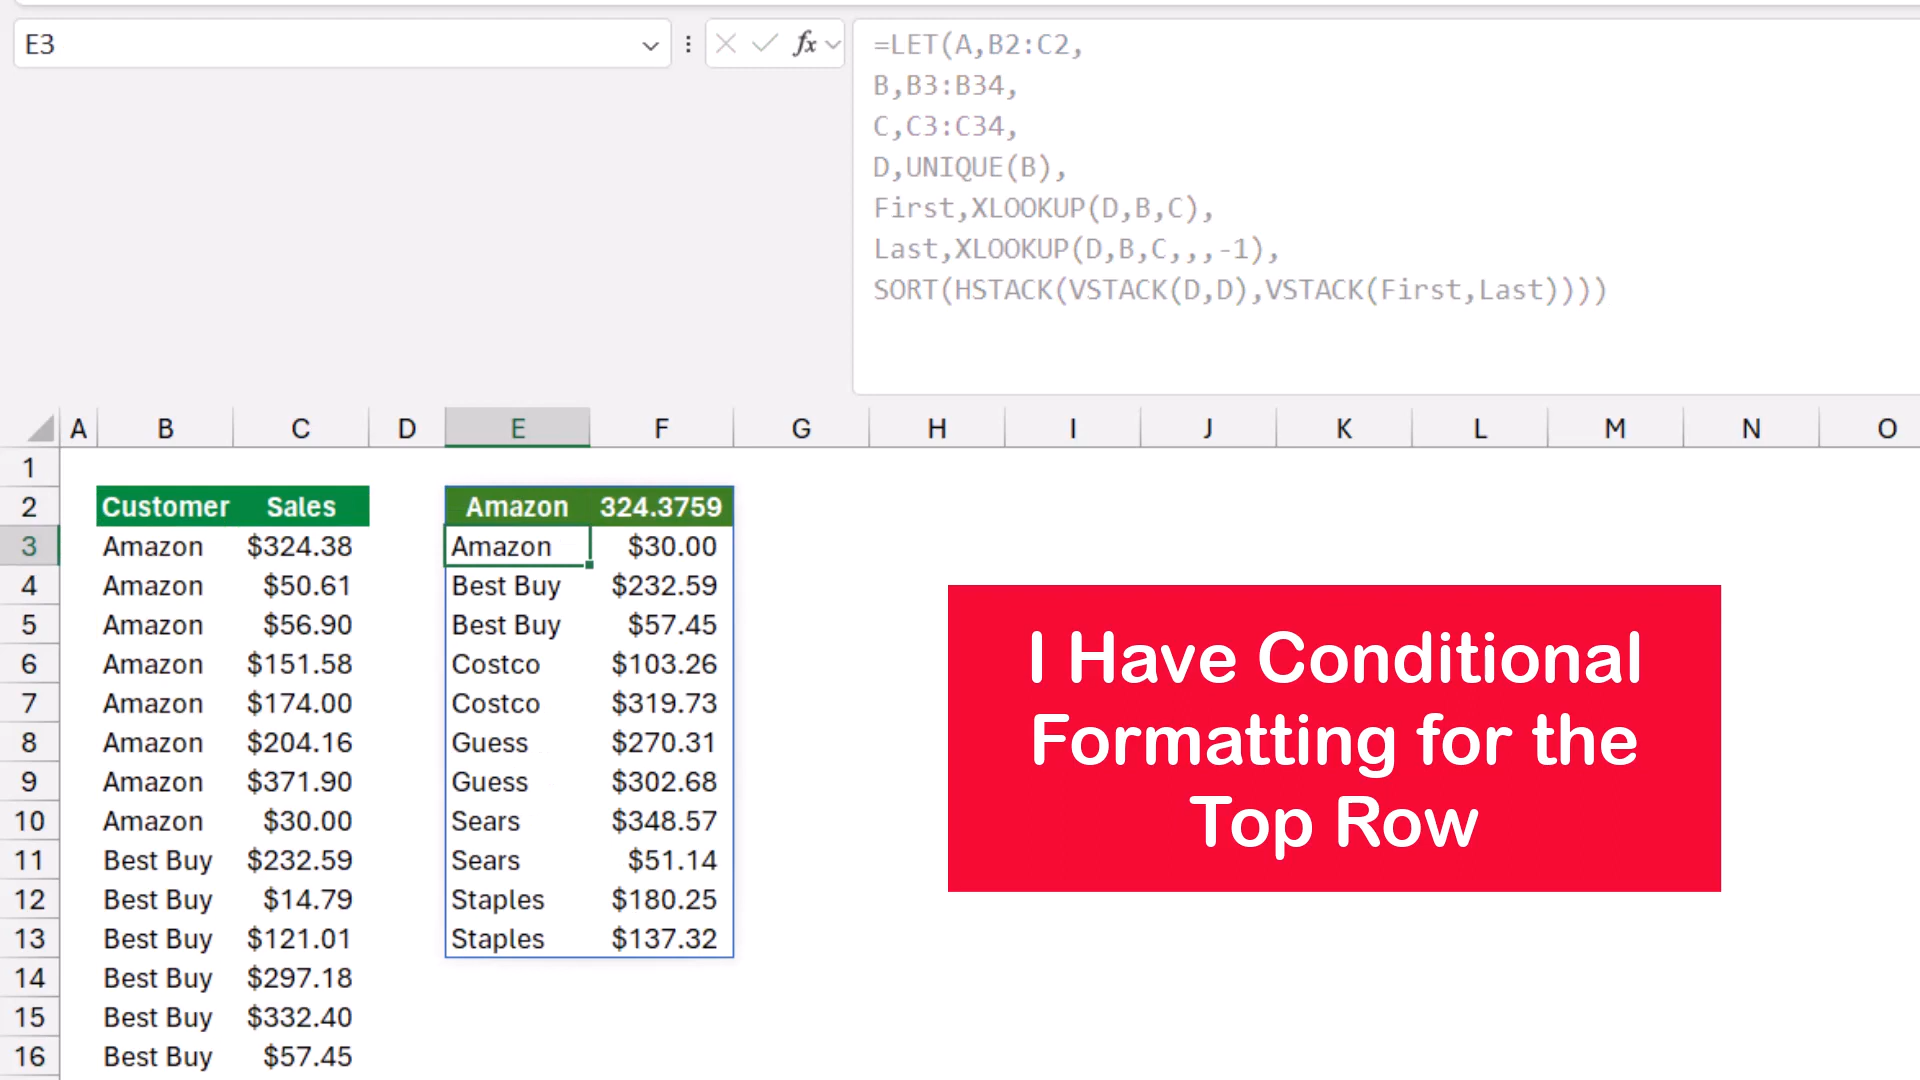 E3
fx
=LET(A,B2:C2,
B,B3:B34,
C,C3:C34,
D,UNIQUE(B),
First,XLOOKUP(D,B,C),
Last,XLOOKUP(D,B,C,,,-1),
SORT(HSTACK(VSTACK(D,D),VSTACK(First,Last))))
A B C D E F G H I J K L M N O
1
2 Customer Sales Amazon 324.3759
3 Amazon $324.38 Amazon $30.00
4 Amazon $50.61 Best Buy $232.59
5 Amazon $56.90 Best Buy $57.45
6 Amazon $151.58 Costco $103.26
7 Amazon $174.00 Costco $319.73
8 Amazon $204.16 Guess $270.31
9 Amazon $371.90 Guess $302.68
10 Amazon $30.00 Sears $348.57
11 Best Buy $232.59 Sears $51.14
12 Best Buy $14.79 Staples $180.25
13 Best Buy $121.01 Staples $137.32
14 Best Buy $297.18
15 Best Buy $332.40
16 Best Buy $57.45
I Have Conditional
Formatting for the
Top Row